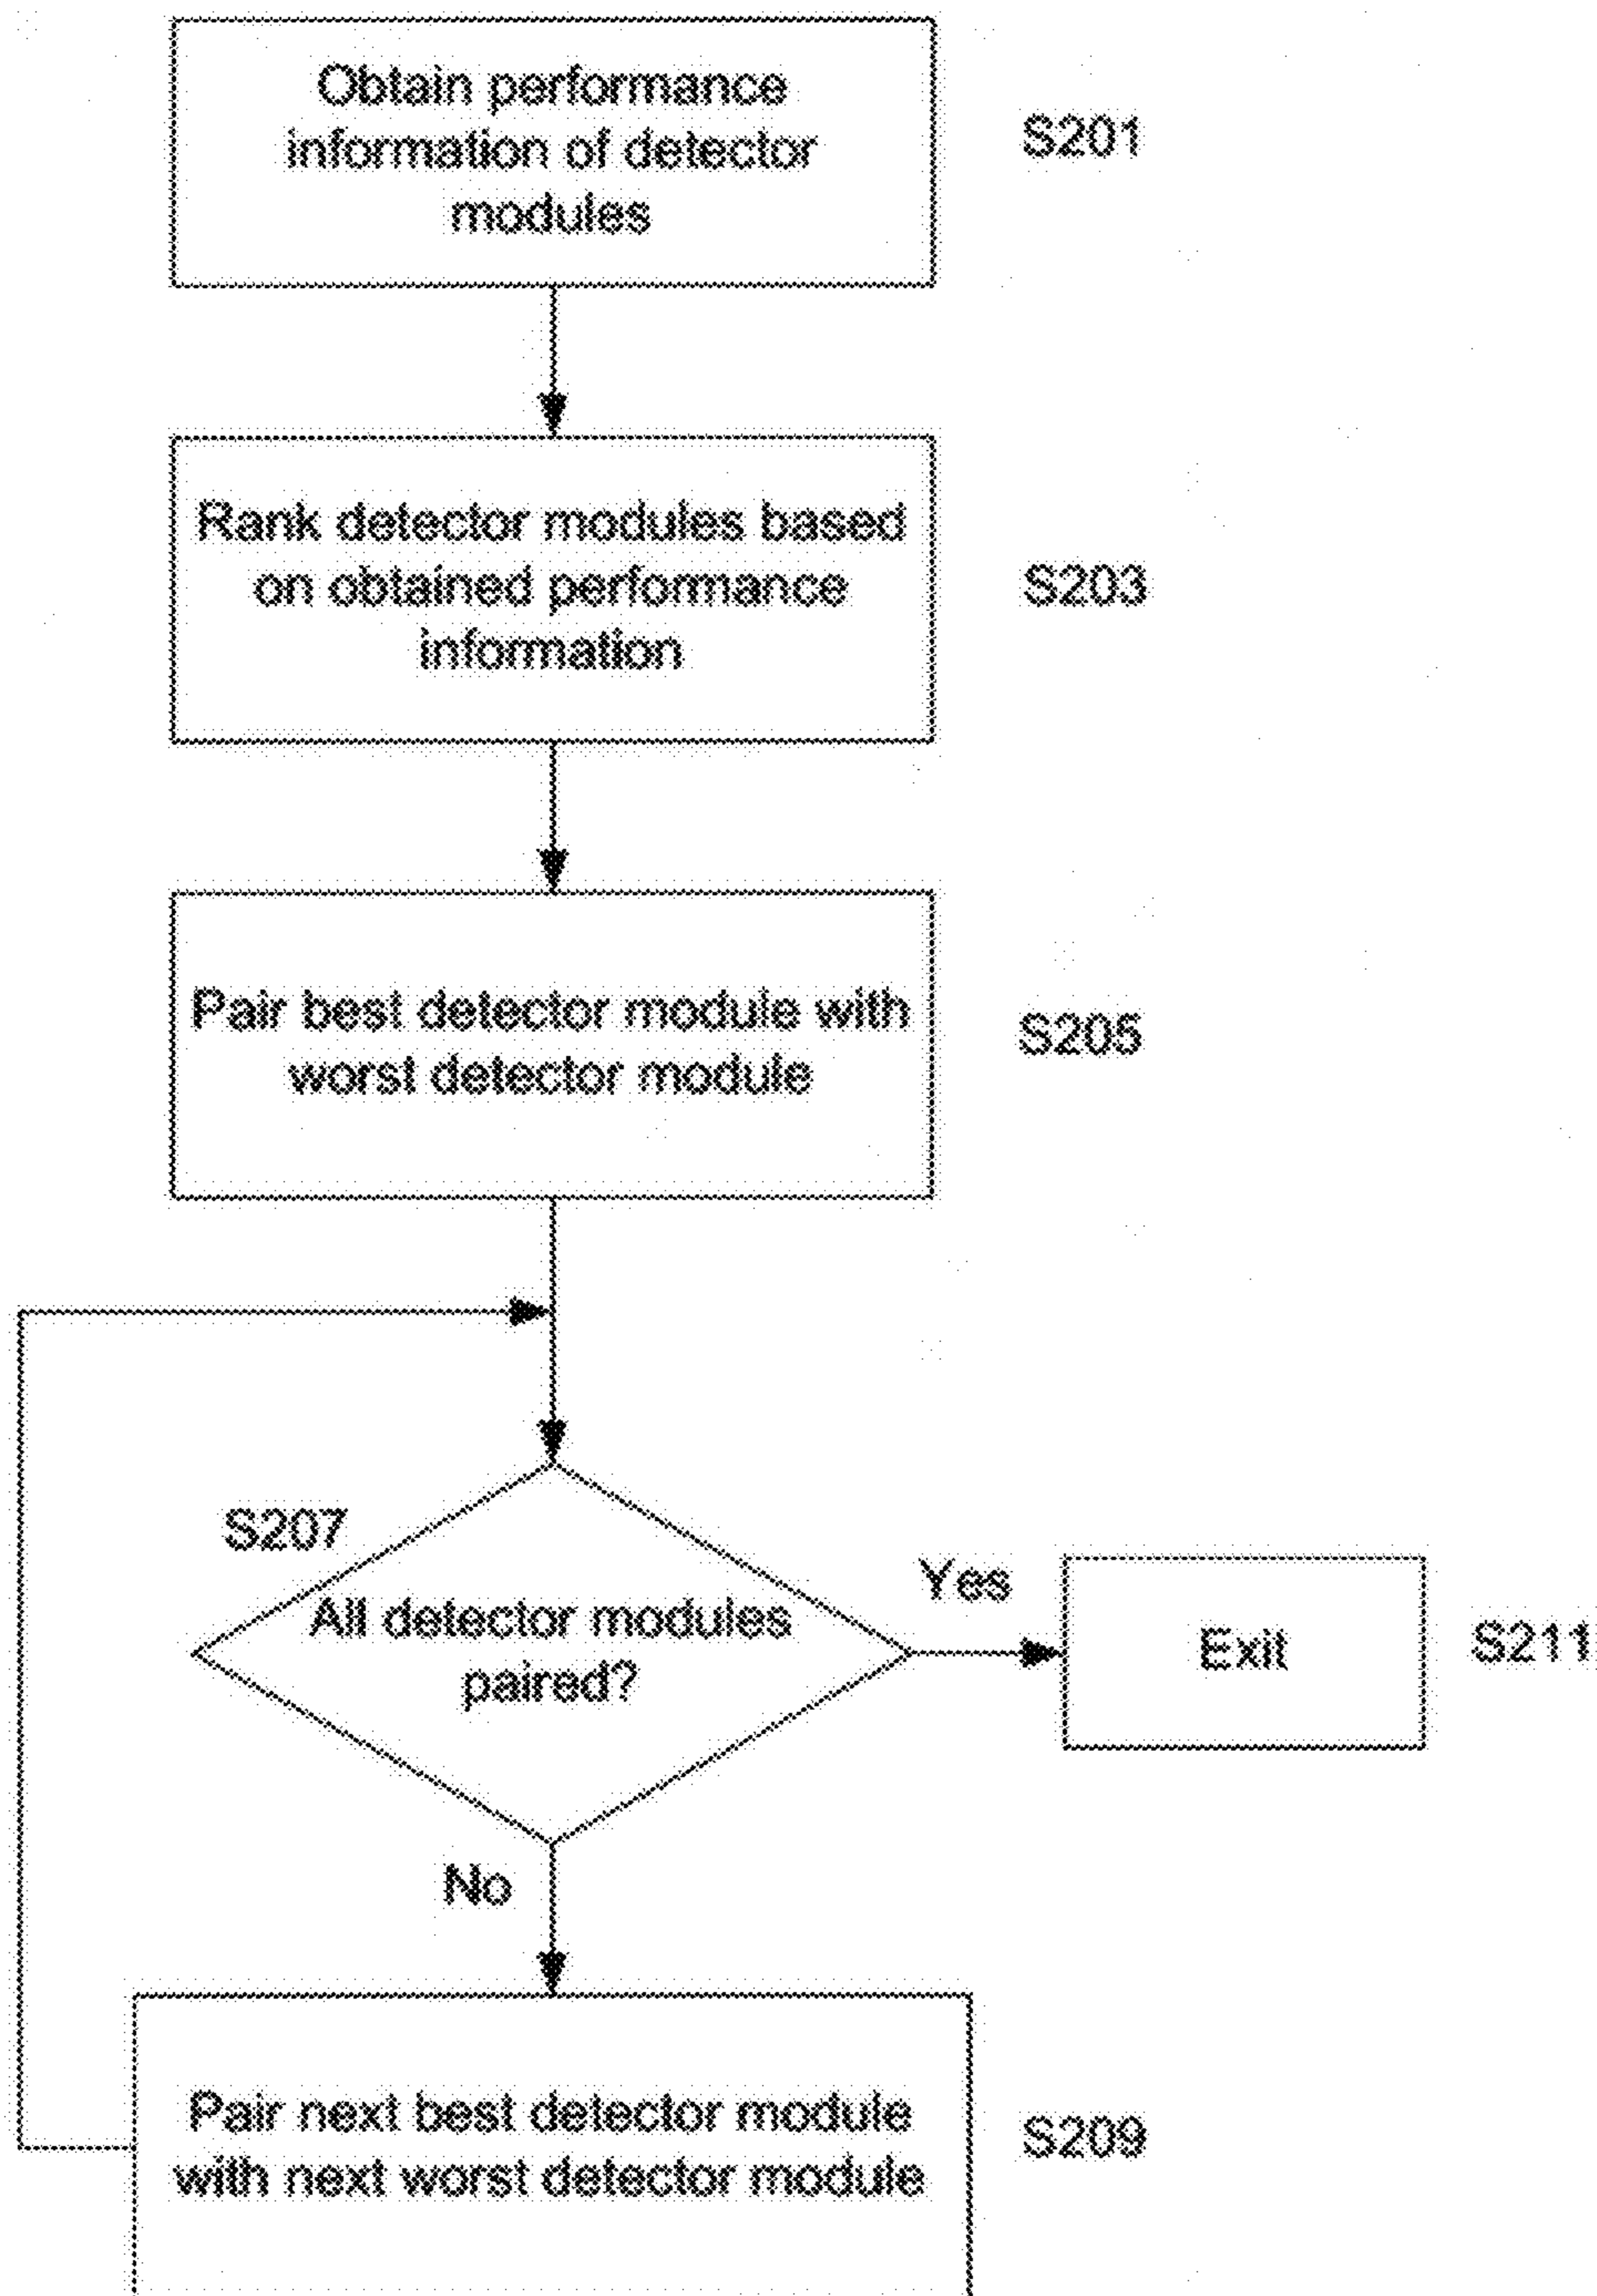 Obtain performance
information of detector
modules
S201
Rank detector modules based
on obtained performance
information
S203
Pair best detector module with
worst detector module
S205
S207
All detector modules
paired?
Yes
Exit
S211
No
Pair next best detector module
with next worst detector module
S209